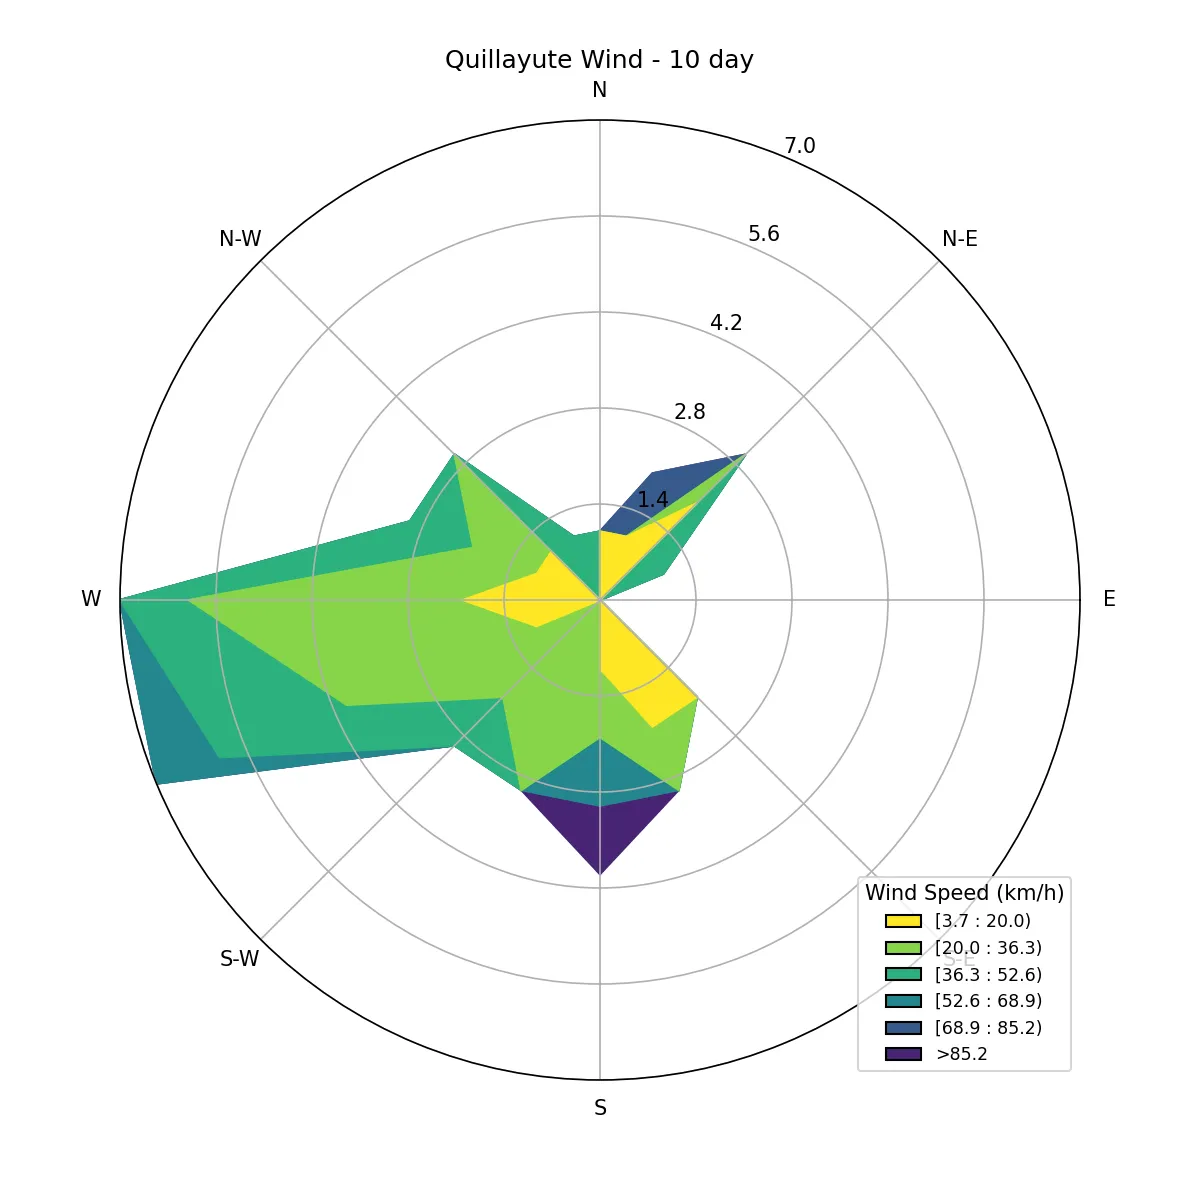 Quillayute Wind - 10 day
N
7.0
N-W
5.6
N-E
4.2
2.8
1.4
W
E
S-W
S-E
S
Wind Speed (km/h)
[3.7 : 20.0)
[20.0 : 36.3)
[36.3 : 52.6)
[52.6 : 68.9)
[68.9 : 85.2)
>85.2